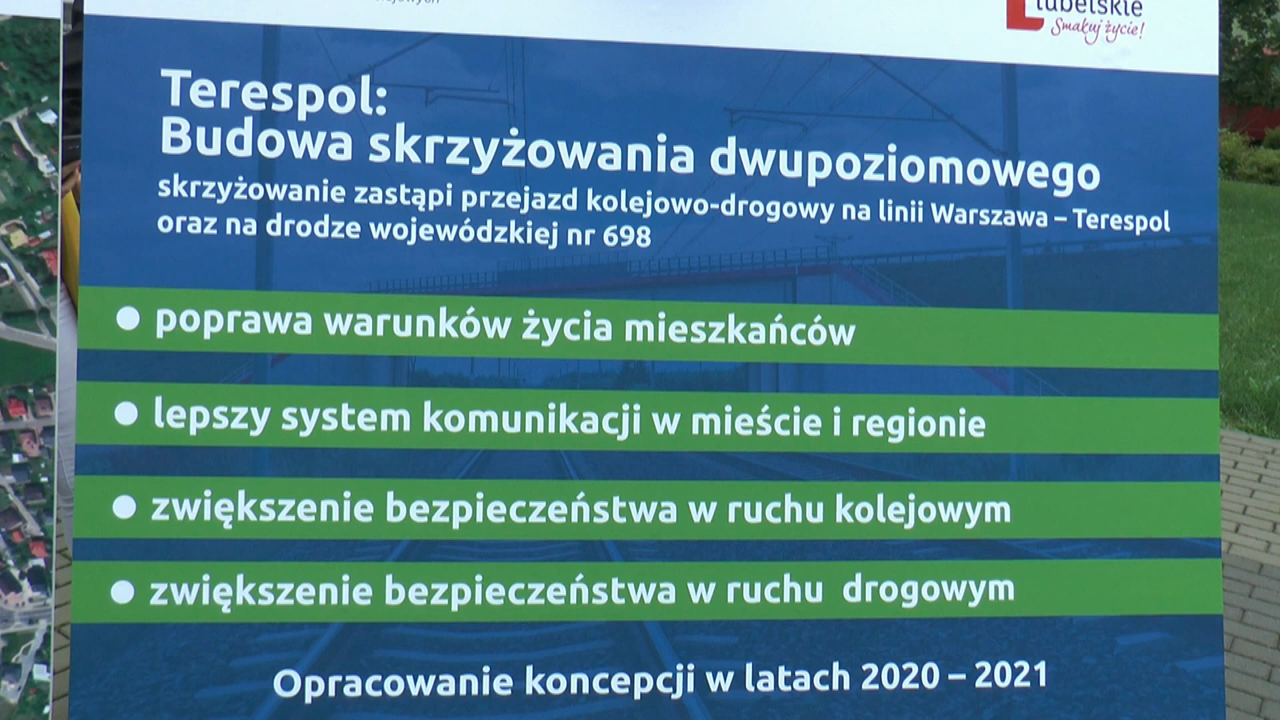 lubelskie
Smakuj życie!
Terespol:
Budowa skrzyżowania dwupoziomowego
skrzyżowanie zastąpi przejazd kolejowo-drogowy na linii Warszawa – Terespol
oraz na drodze wojewódzkiej nr 698
poprawa warunków życia mieszkańców
lepszy system komunikacji w mieście i regionie
zwiększenie bezpieczeństwa w ruchu kolejowym
zwiększenie bezpieczeństwa w ruchu drogowym
Opracowanie koncepcji w latach 2020 – 2021